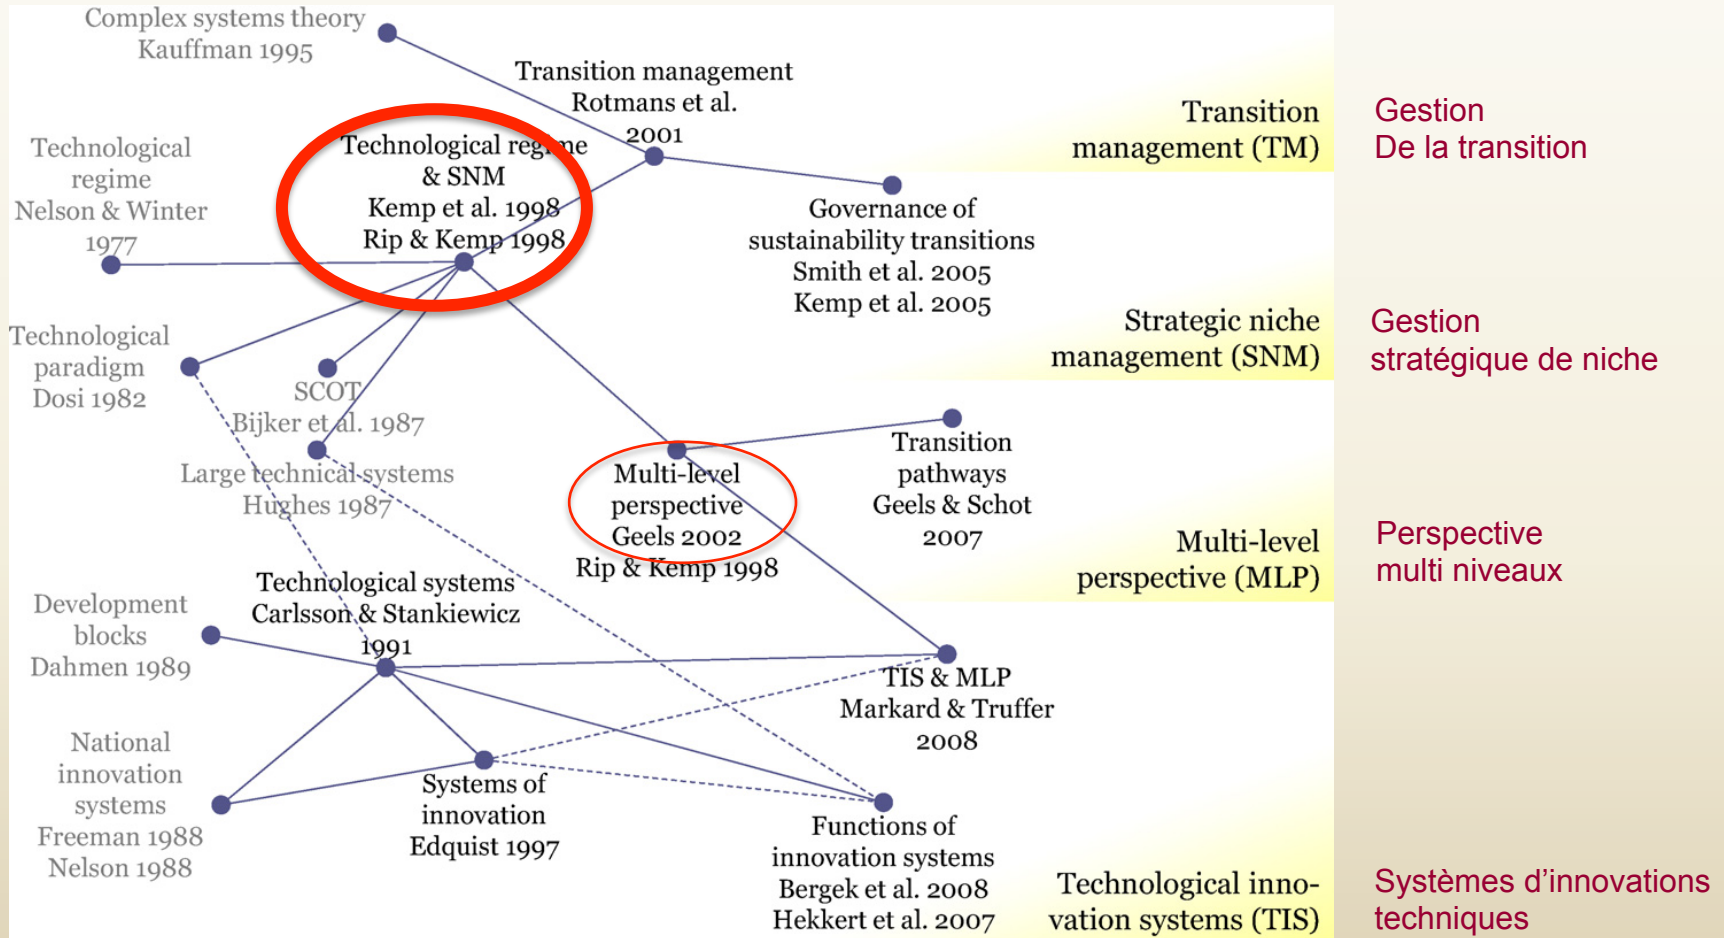 Complex systems theory
Kauffman 1995
Transition management
Rotmans et al.
2001
Transition
management (TM)
Gestion
De la transition
Technological
regime
Nelson & Winter
1977
Technological regime
& SNM
Kemp et al. 1998
Rip & Kemp 1998
Governance of
sustainability transitions
Smith et al. 2005
Kemp et al. 2005
Strategic niche
management (SNM)
Gestion
stratégique de niche
Technological
paradigm
Dosi 1982
SCOT
Bijker et al. 1987
Large technical systems
Hughes 1987
Multi-level
perspective
Geels 2002
Rip & Kemp 1998
Transition
pathways
Geels & Schot
2007
Multi-level
perspective (MLP)
Perspective
multi niveaux
Development
blocks
Dahmen 1989
Technological systems
Carlsson & Stankiewicz
1991
TIS & MLP
Markard & Truffer
2008
National
innovation
systems
Freeman 1988
Nelson 1988
Systems of
innovation
Edquist 1997
Functions of
innovation systems
Bergek et al. 2008
Hekkert et al. 2007
Technological inno-
vation systems (TIS)
Systèmes d’innovations
techniques